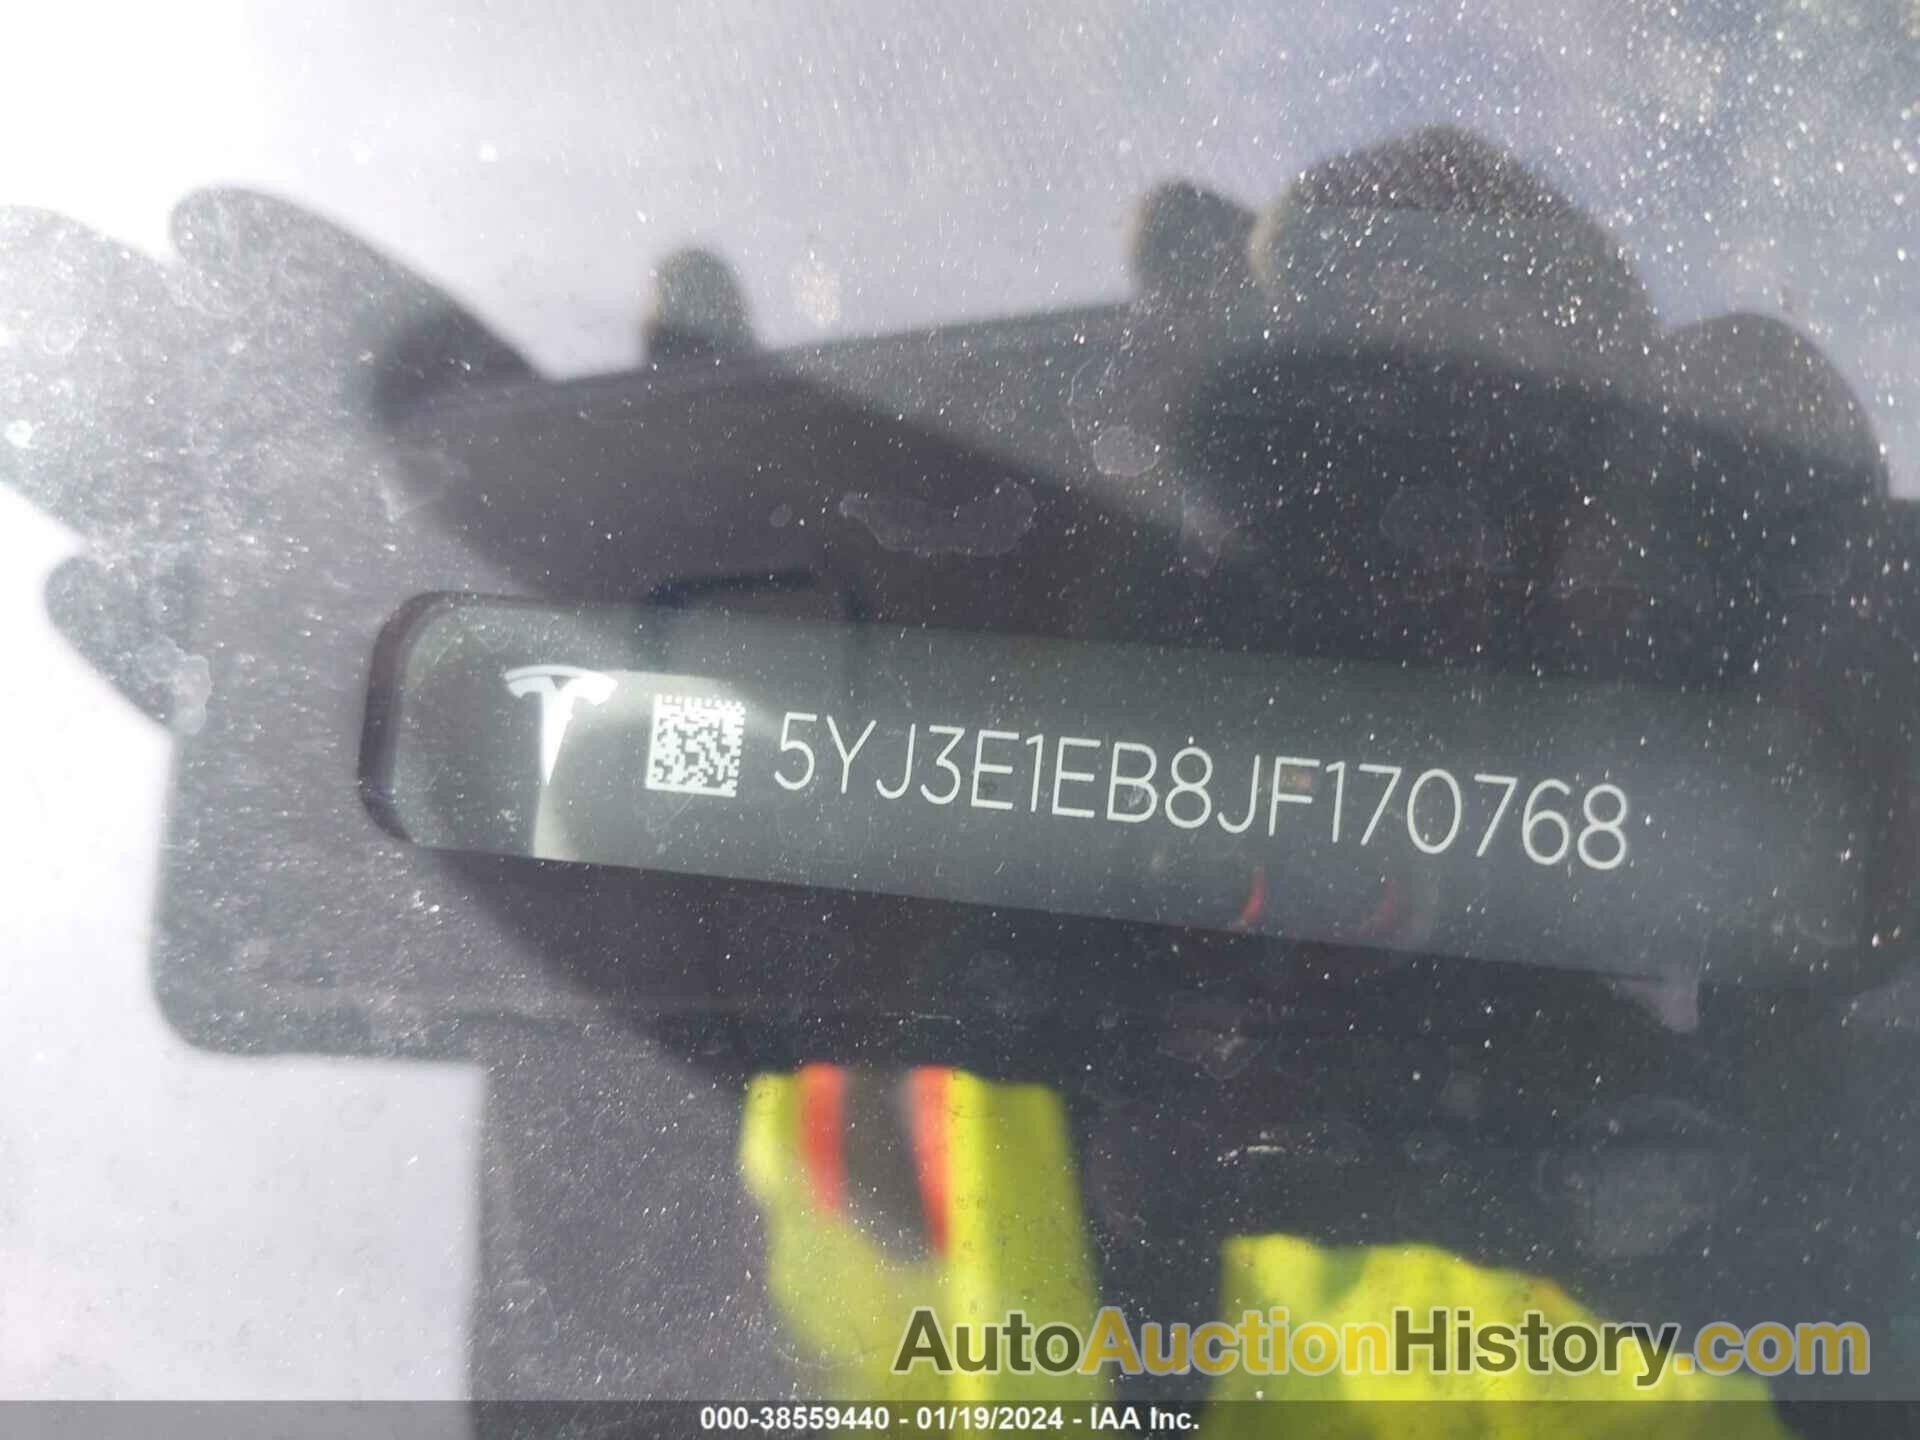 5YJ3E1EB8JF170768
AutoAuctionHistory.com
000-38559440 - 01/19/2024 - IAA Inc.